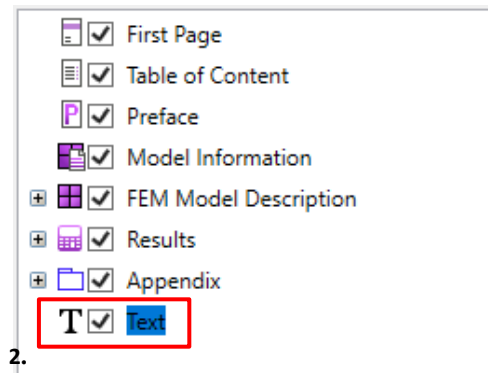 First Page
Table of Content
Preface
Model Information
FEM Model Description
Results
Appendix
T Text
2.